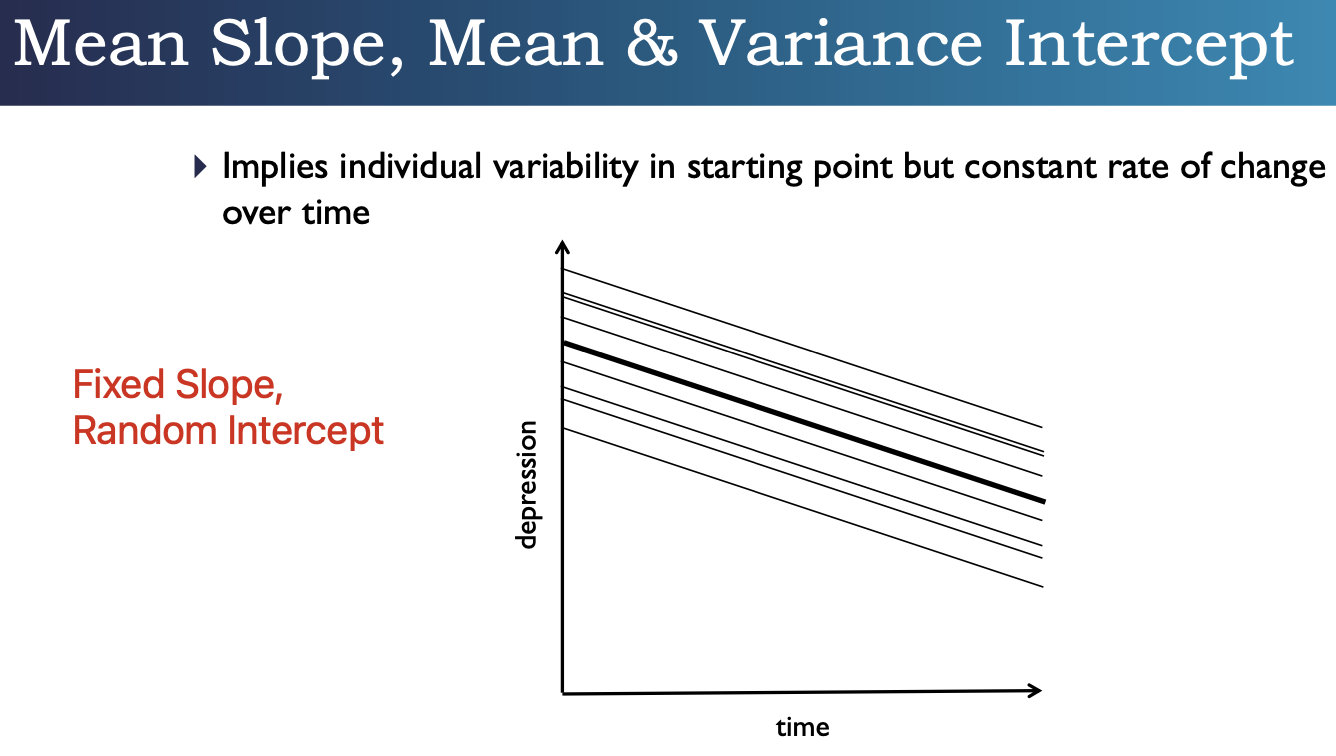 Mean Slope, Mean & Variance Intercept
Implies individual variability in starting point but constant rate of change
over time
Fixed Slope,
Random Intercept
depression
time